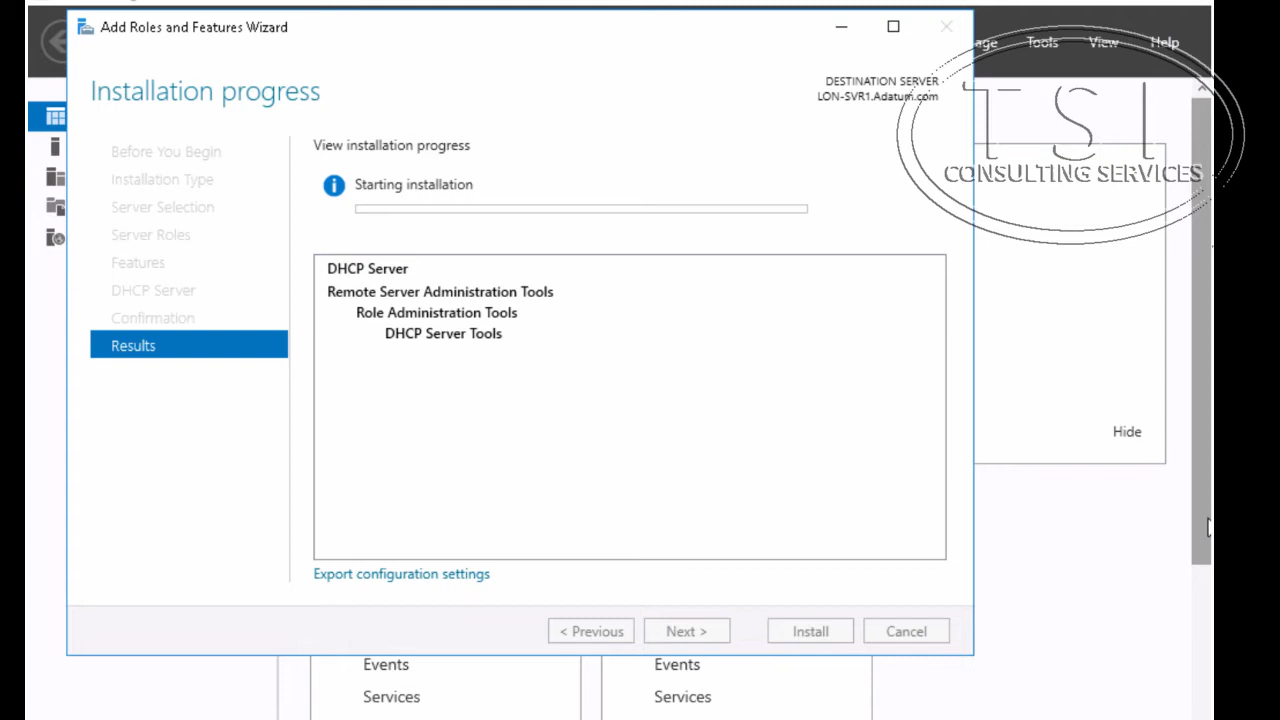 Add Roles and Features Wizard
age Tools View Help
Installation progress
DESTINATION SERVER
LON-SVR1.Adatum.com
TSI
CONSULTING SERVICES
Before You Begin
Installation Type
Server Selection
Server Roles
Features
DHCP Server
Confirmation
Results
View installation progress
Starting installation
DHCP Server
Remote Server Administration Tools
Role Administration Tools
DHCP Server Tools
Hide
Export configuration settings
< Previous
Next >
Install
Cancel
Events
Services
Events
Services